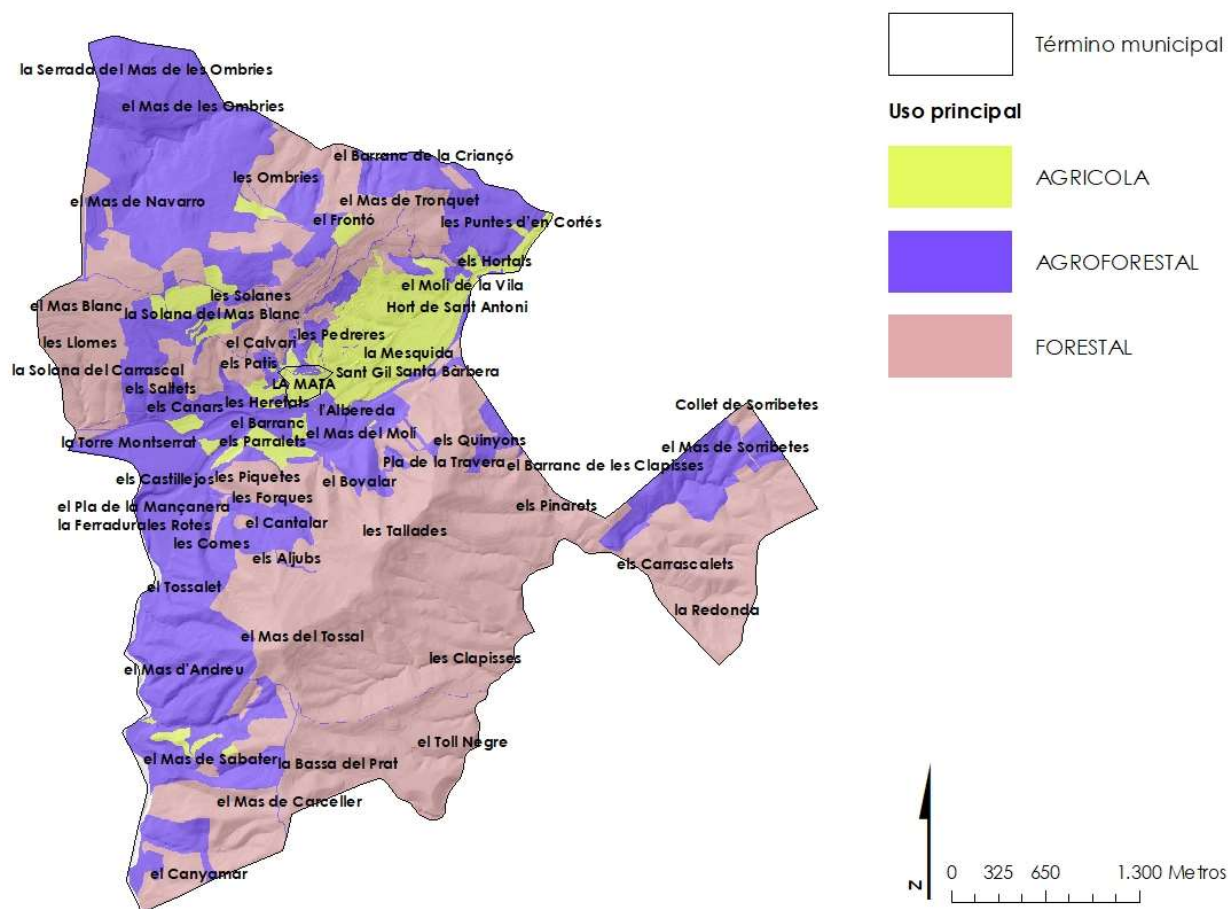 la Serrada del Mas de les Ombries
el Mas de les Ombries
el Barranc de la Criançó
les Ombries
el Mas de Navarro
el Mas de Tronquet
el Frontó
les Puntes d'en Cortés
els Hortals
el Molí de la Vila
les Solanes
el Mas Blanc
la Solana del Mas Blanc
Hort de Sant Antoni
les Pedreres
les Llomes
el Calvari
la Mesquida
els Patis
la Solana del Carrascal
Sant Gil
Santa Bàrbera
LA MATA
els Saltets
les Heretats
els Canars
l'Albereda
el Barranc
la Torre Montserrat
els Parralets
el Mas del Molí
els Quinyons
Pla de la Travera
el Barranc de les Clapisses
els Castillejos
les Piquetes
el Bovalar
les Forques
el Pla de la Mançanera
la Ferradura
les Rotes
el Cantalar
les Tallades
els Pinarets
les Comes
els Aljubs
el Tossalet
el Mas del Tossal
les Clapisses
el Mas d'Andreu
el Toll Negre
el Mas de Sabater
la Bassa del Prat
el Mas de Carceller
el Canyamar
Collet de Sorribetes
el Mas de Sorribetes
els Carrascalets
la Redonda
Término municipal
Uso principal
AGRICOLA
AGROFORESTAL
FORESTAL
N
0 325 650 1.300 Metros